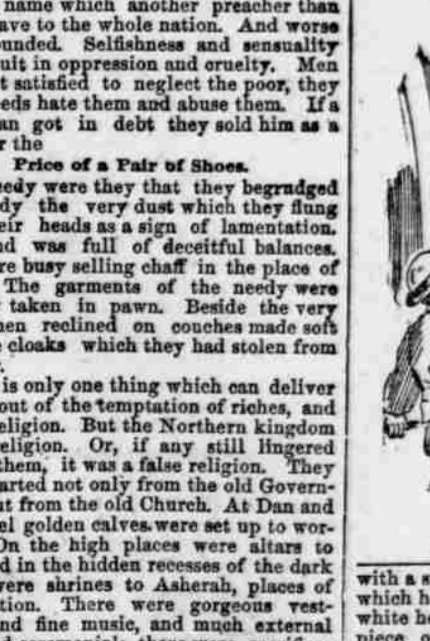 name which another preacher than
ave to the whole nation. And worse
ounded. Selfishness and sensuality
uit in oppression and cruelty. Men
t satisfied to neglect the poor, they
eeds hate them and abuse them. If a
an got in debt they sold him as a
r the
Price of a Pair of Shoes.
eedy were they that they begrudged
dy the very dust which they flung
eir heads as a sign of lamentation.
nd was full of deceitful balances.
re busy selling chaff in the place of
The garments of the needy were
taken in pawn. Beside the very
hen reclined on couches made soft
e cloaks which they had stolen from
is only one thing which can deliver
out of the temptation of riches, and
eligion. But the Northern kingdom
eligion. Or, if any still lingered
them, it was a false religion. They
arted not only from the old Govern-
ut from the old Church. At Dan and
el golden calves were set up to wor-
On the high places were altars to
d in the hidden recesses of the dark
vere shrines to Asherah, places of
tion. There were gorgeous vest-
nd fine music, and much external
with a s
which h
white he